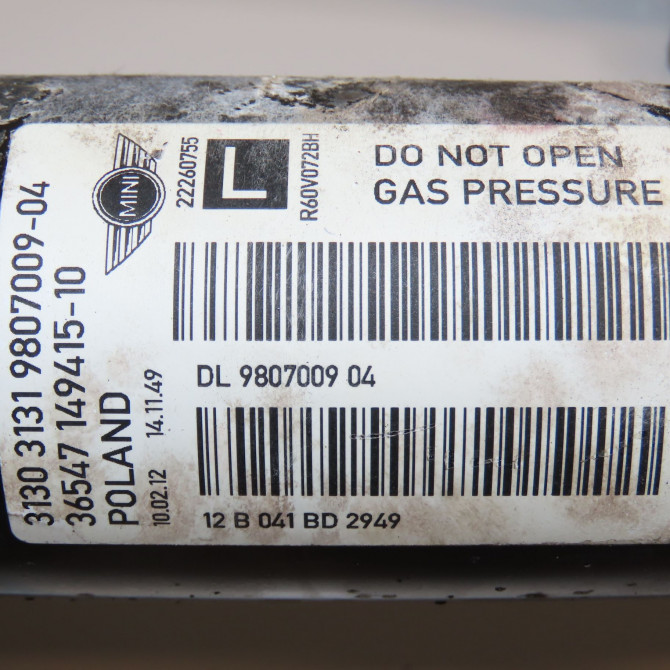 3130 3131 9807009-04
36547 149415-10
POLAND
10.02.12 14.11.49
MINI
22260755
L
R60V072BH
DO NOT OPEN
GAS PRESSURE
DL 9807009 04
12 B 041 BD 2949